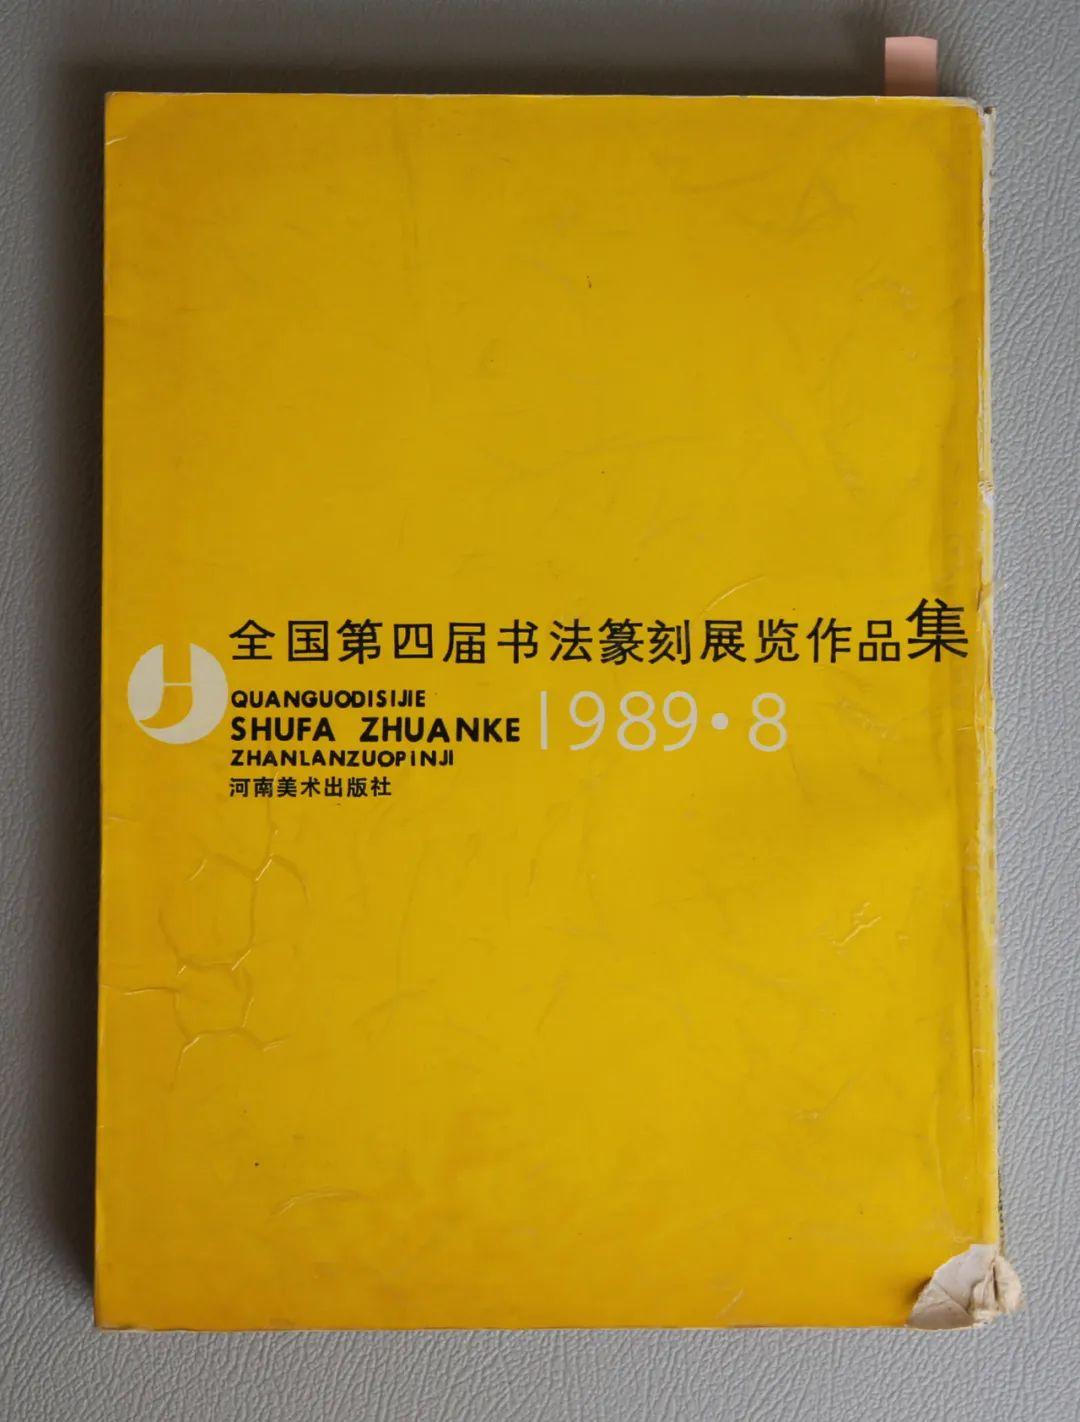 全国第四届书法篆刻展览作品集
QUANGUODISIJIE
SHUFA ZHUANKE
1989·8
ZHANLANZUOPINJI
河南美术出版社